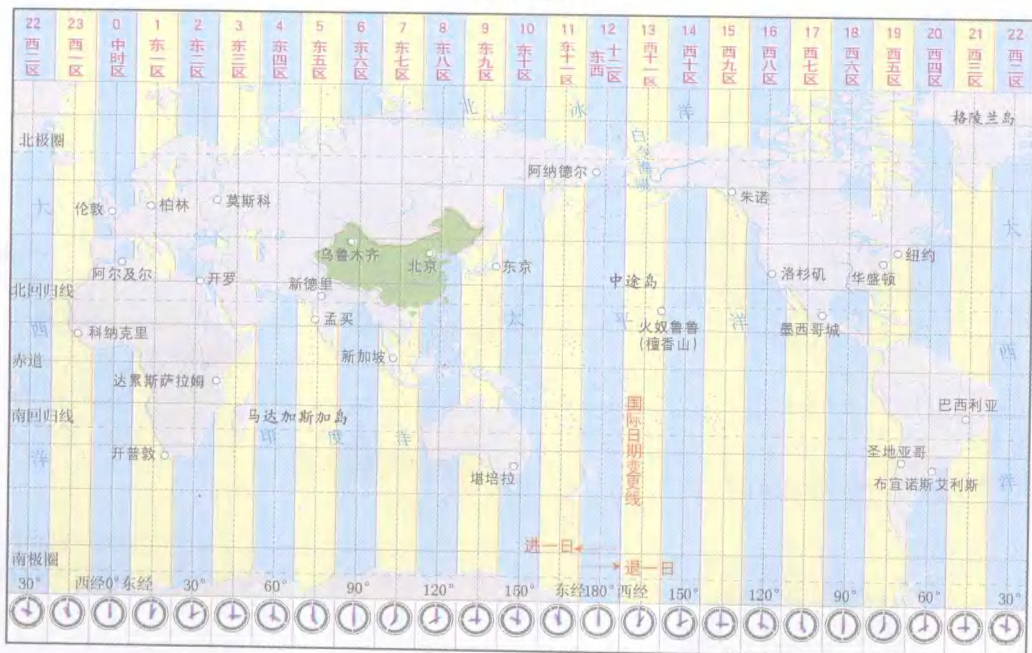 22 23 0 1 2 3 4 5 6 7 8 9 10 11 12 13 14 15 16 17 18 19 20 21 22
西二区 西一区 中时区 东一区 东二区 东三区 东四区 东五区 东六区 东七区 东八区 东九区 东十区 东十一区 东西十二区 西十一区 西十区 西九区 西八区 西七区 西六区 西五区 西四区 西三区 西二区
北冰洋
格陵兰岛
北极圈
白令海峡
阿纳德尔
朱诺
大西洋
伦敦
柏林
莫斯科
乌鲁木齐
北京
东京
阿尔及尔
开罗
新德里
中途岛
洛杉矶
华盛顿
纽约
大西洋
北回归线
孟买
太平洋
火奴鲁鲁
(檀香山)
墨西哥城
科纳克里
新加坡
赤道
达累斯萨拉姆
南回归线
马达加斯加岛
印度洋
国际日期变更线
巴西利亚
开普敦
堪培拉
圣地亚哥
布宜诺斯艾利斯
进一日
退一日
南极圈
30° 西经0°东经 30° 60° 90° 120° 150° 东经180°西经 150° 120° 90° 60° 30°